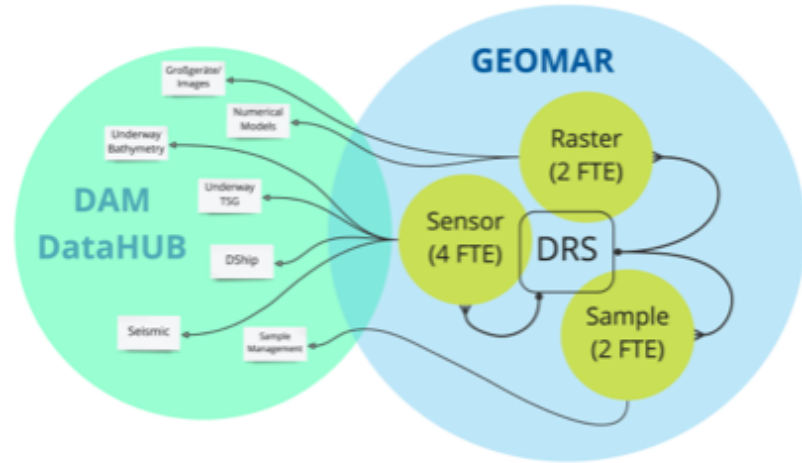 GEOMAR
Großgeräte/
Images
Numerical
Models
Underway
Bathymetry
Underway
TSG
DAM
DataHUB
DShip
Seismic
Sample
Management
Raster
(2 FTE)
Sensor
(4 FTE)
DRS
Sample
(2 FTE)